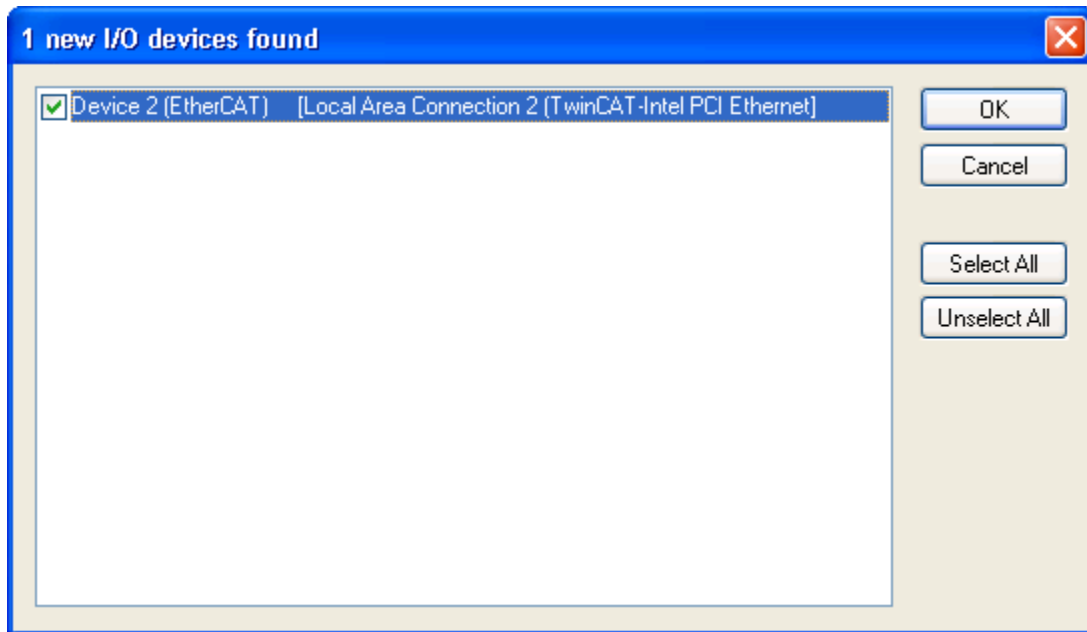 1 new I/O devices found
Device 2 (EtherCAT) [Local Area Connection 2 (TwinCAT-Intel PCI Ethernet]
OK
Cancel
Select All
Unselect All